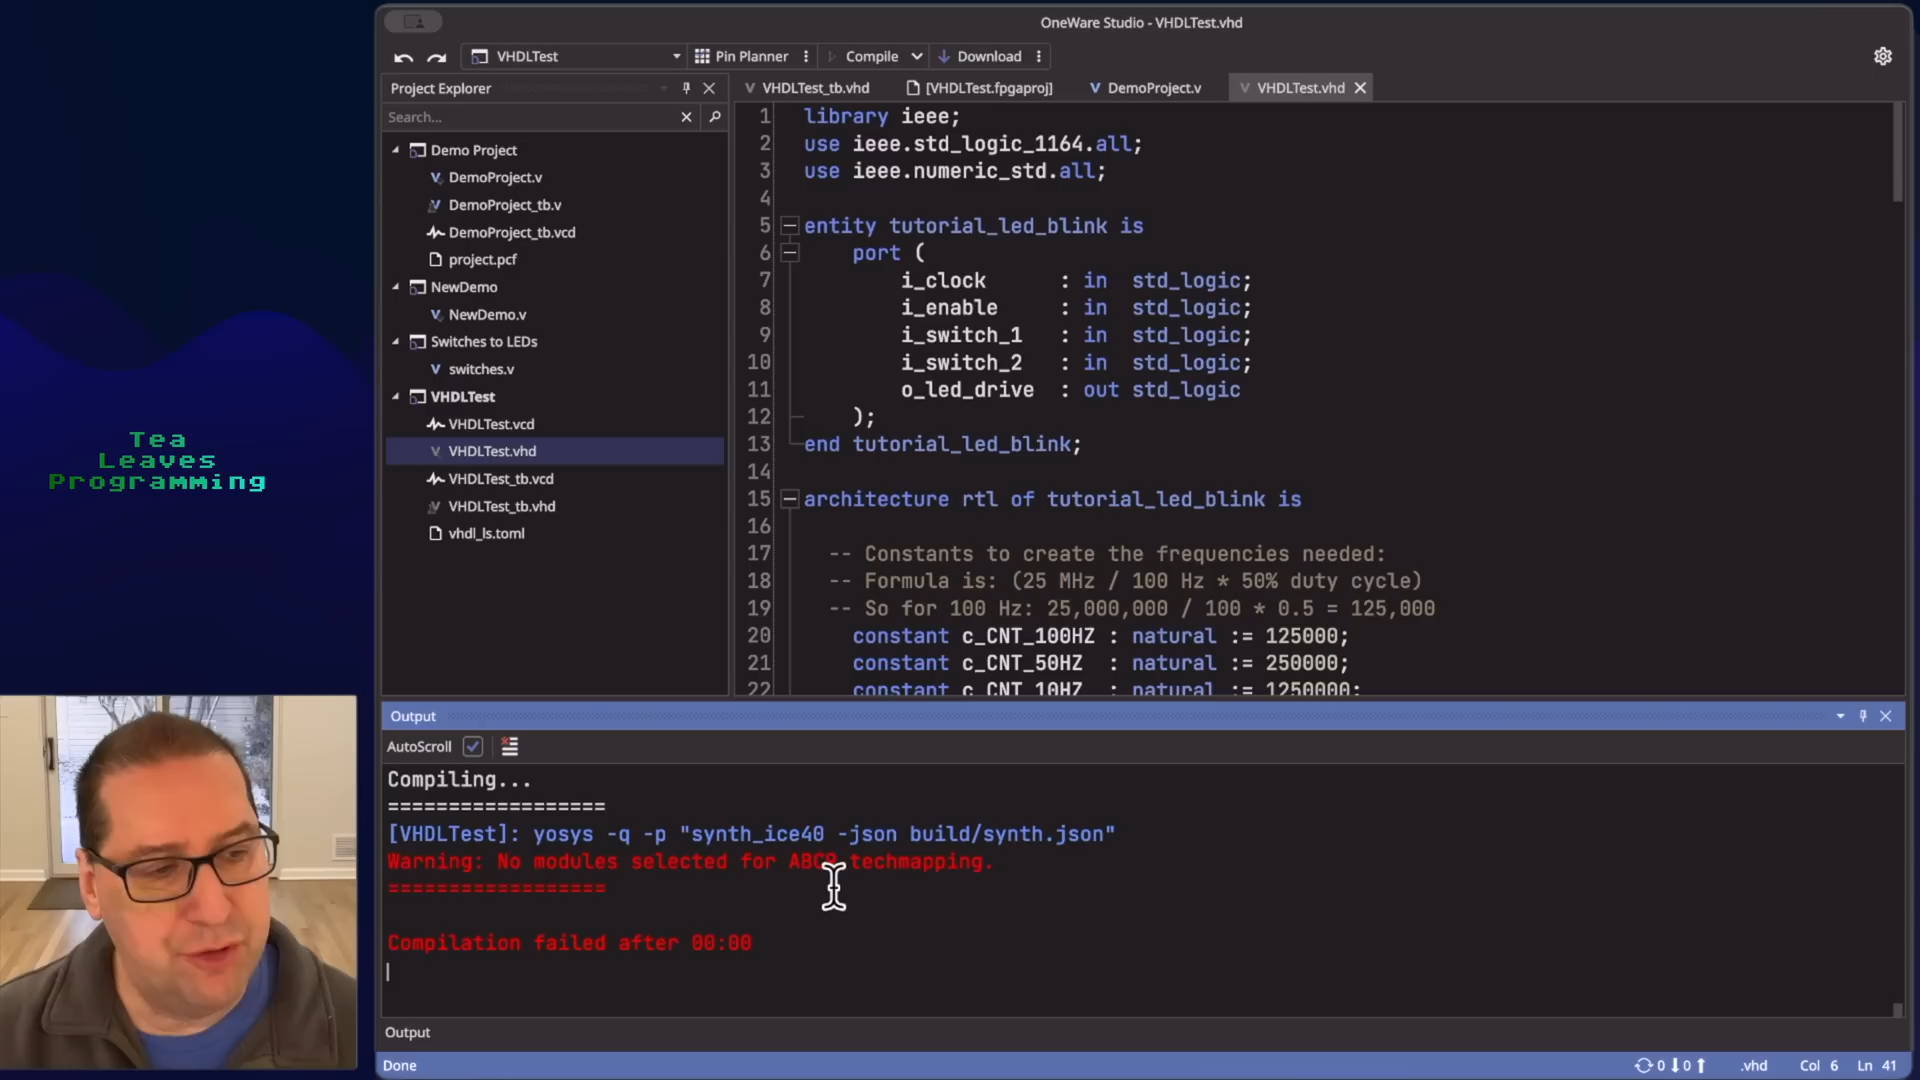 OneWare Studio - VHDLTest.vhd
VHDLTest
Pin Planner
Compile
Download
Project Explorer
VHDLTest_tb.vhd
[VHDLTest.fpgaproj]
DemoProject.v
VHDLTest.vhd
Search...
Demo Project
DemoProject.v
DemoProject_tb.v
DemoProject_tb.vcd
project.pcf
NewDemo
NewDemo.v
Switches to LEDs
switches.v
VHDLTest
VHDLTest.vcd
VHDLTest.vhd
VHDLTest_tb.vcd
VHDLTest_tb.vhd
vhdl_ls.toml
1 library ieee;
2 use ieee.std_logic_1164.all;
3 use ieee.numeric_std.all;
4
5 entity tutorial_led_blink is
6 port (
7 i_clock : in std_logic;
8 i_enable : in std_logic;
9 i_switch_1 : in std_logic;
10 i_switch_2 : in std_logic;
11 o_led_drive : out std_logic
12 );
13 end tutorial_led_blink;
14
15 architecture rtl of tutorial_led_blink is
16
17 -- Constants to create the frequencies needed:
18 -- Formula is: (25 MHz / 100 Hz * 50% duty cycle)
19 -- So for 100 Hz: 25,000,000 / 100 * 0.5 = 125,000
20 constant c_CNT_100HZ : natural := 125000;
21 constant c_CNT_50HZ : natural := 250000;
22 constant c_CNT_10HZ : natural := 1250000;
Tea
Leaves
Programming
Output
AutoScroll
Compiling...
==================
[VHDLTest]: yosys -q -p "synth_ice40 -json build/synth.json"
Warning: No modules selected for techmapping.
==================
Compilation failed after 00:00
Output
Done
0 0
.vhd
Col 6
Ln 41